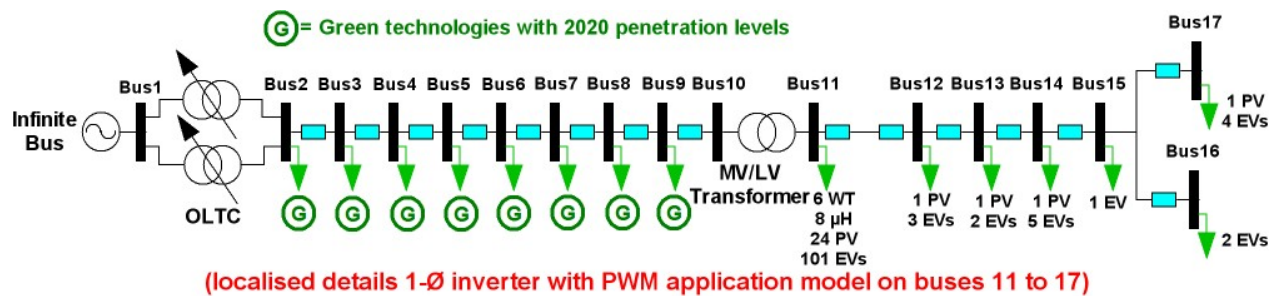 G = Green technologies with 2020 penetration levels
Infinite
Bus
Bus1
OLTC
Bus2
Bus3
Bus4
Bus5
Bus6
Bus7
Bus8
Bus9
Bus10
G
G
G
G
G
G
G
G
MV/LV
Transformer
Bus11
6 WT
8 µH
24 PV
101 EVs
Bus12
1 PV
3 EVs
Bus13
1 PV
2 EVs
Bus14
1 PV
5 EVs
Bus15
1 EV
Bus17
1 PV
4 EVs
Bus16
2 EVs
(localised details 1-Ø inverter with PWM application model on buses 11 to 17)